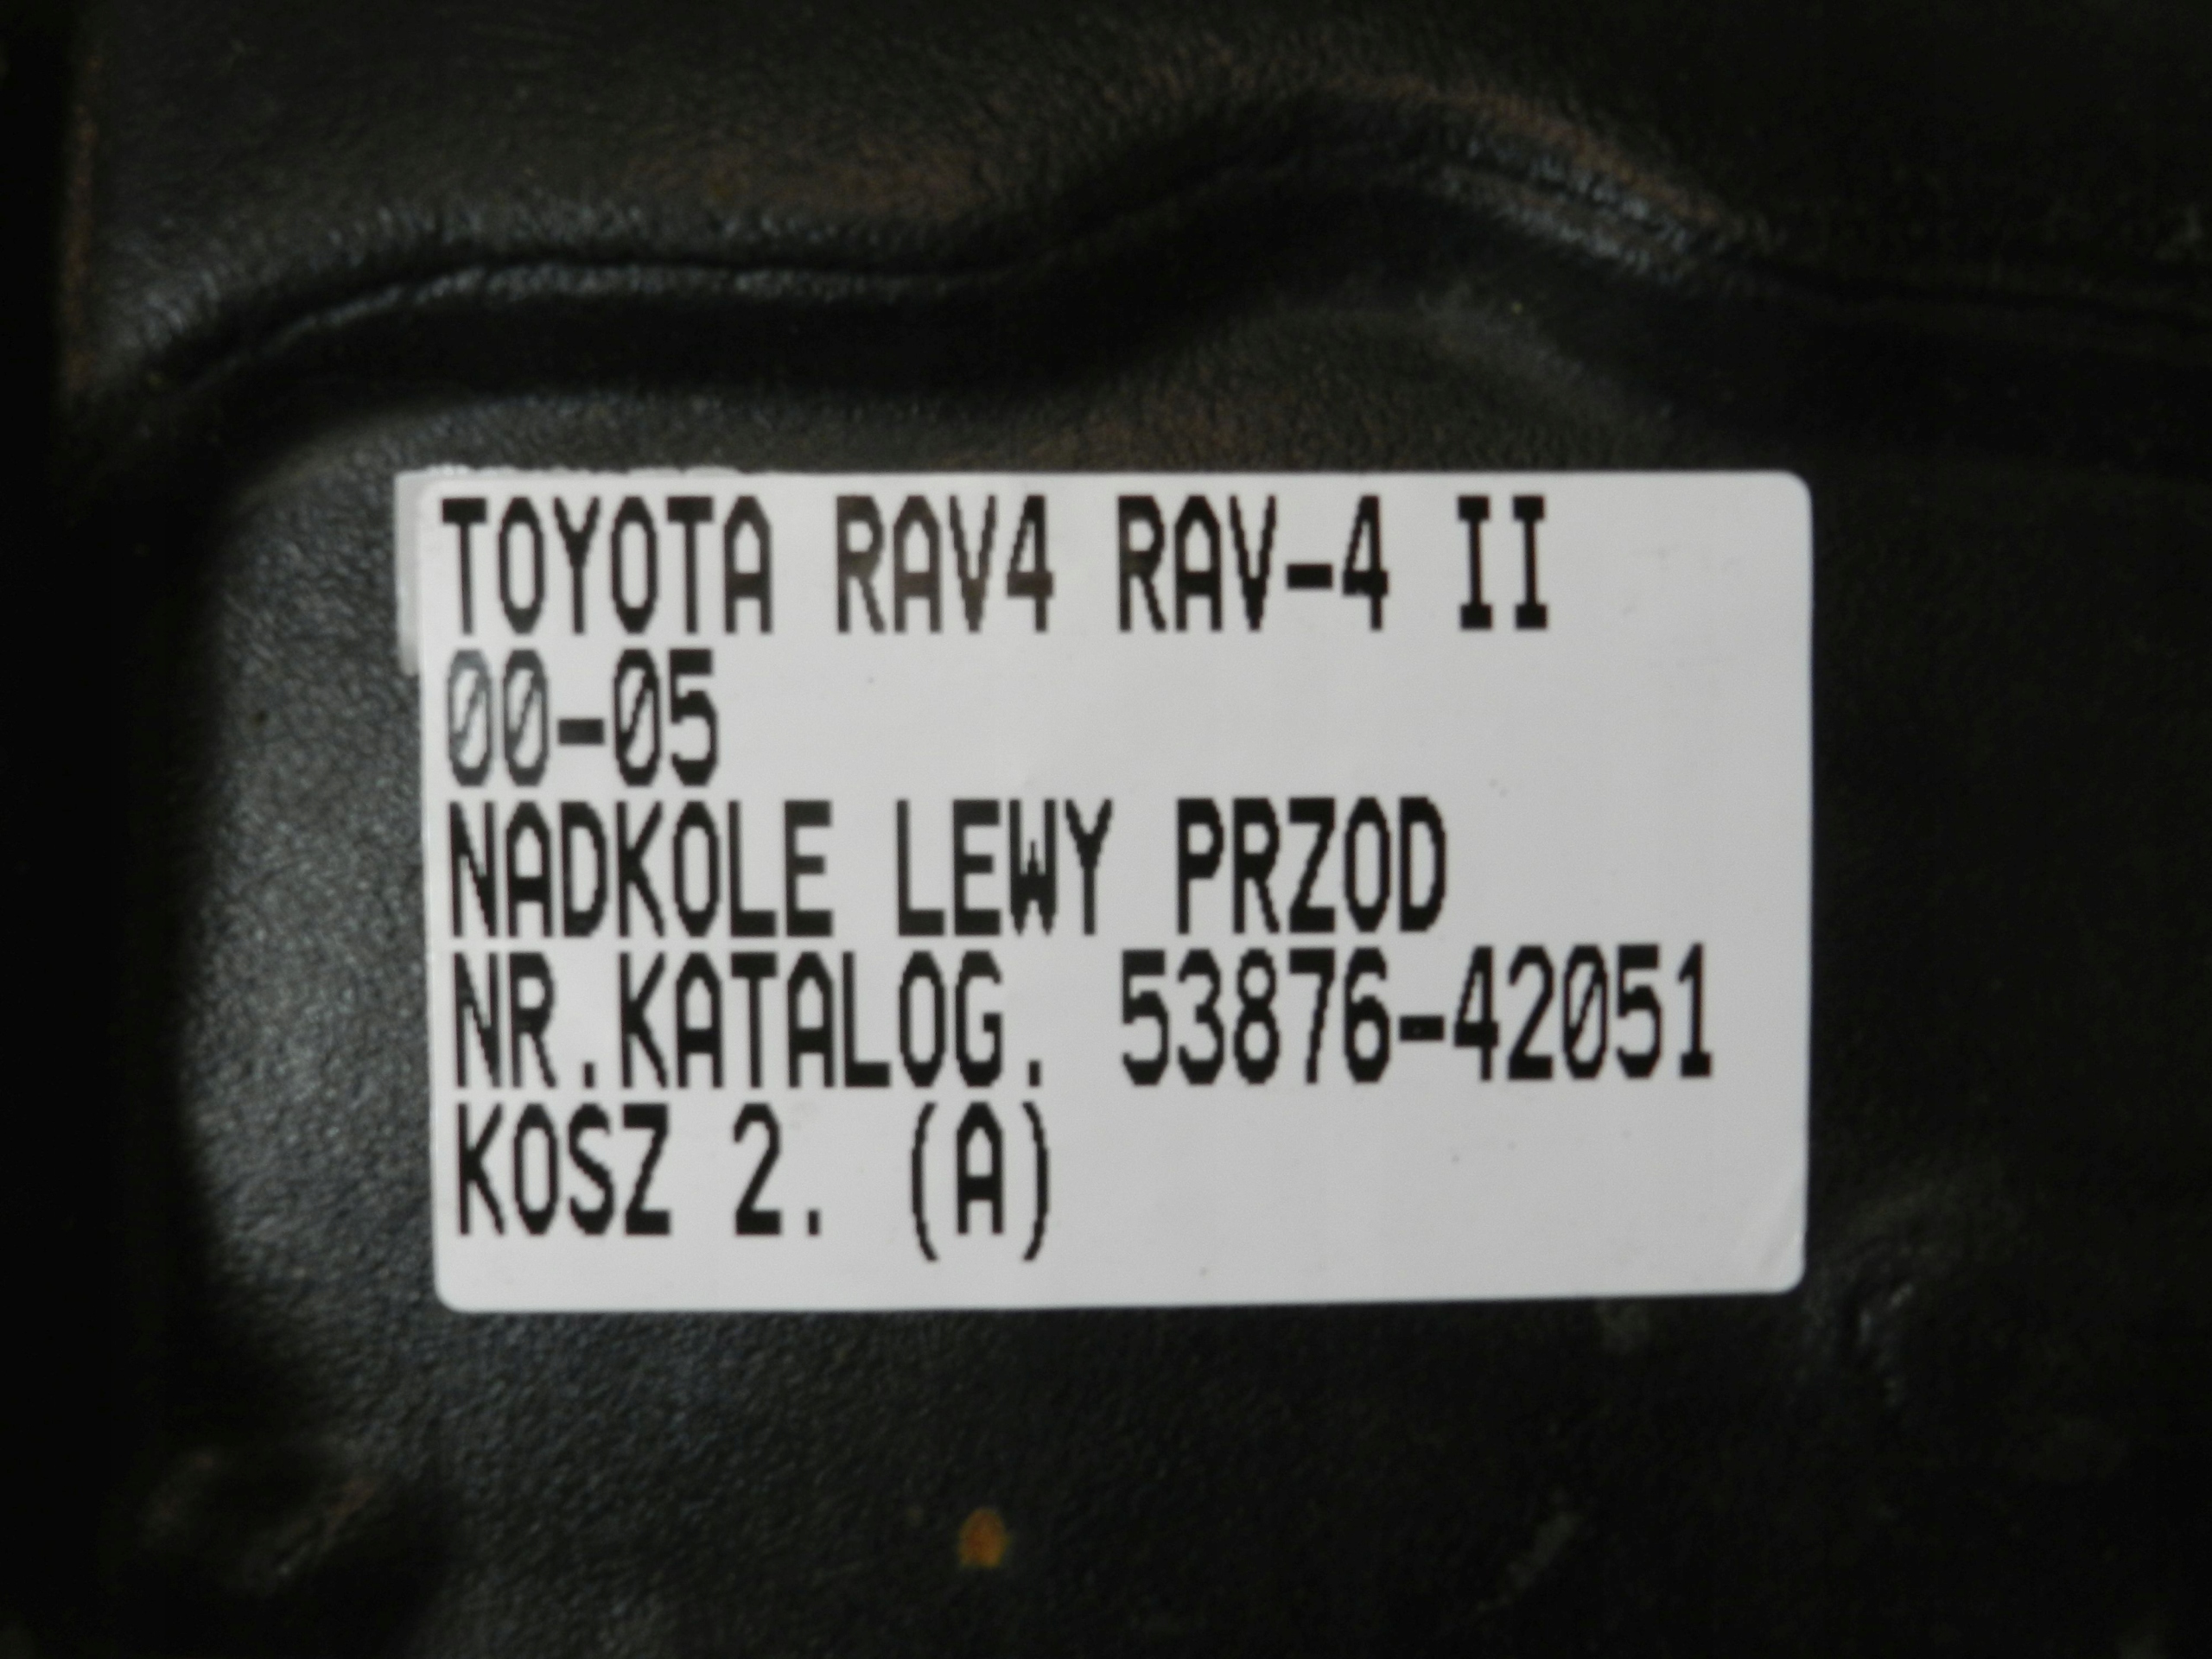 TOYOTA RAV4 RAV-4 II
00-05
NADKOLE LEWY PRZOD
NR.KATALOG. 53876-42051
KOSZ 2. (A)